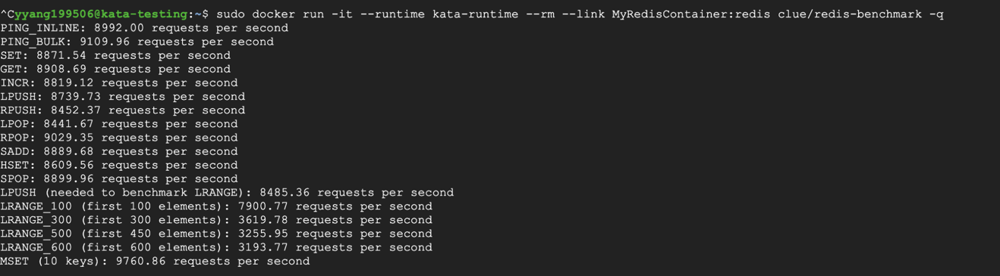 ^Cyyang199506@kata-testing:~$ sudo docker run -it --runtime kata-runtime --rm --link MyRedisContainer:redis clue/redis-benchmark -q
PING_INLINE: 8992.00 requests per second
PING_BULK: 9109.96 requests per second
SET: 8871.54 requests per second
GET: 8908.69 requests per second
INCR: 8819.12 requests per second
LPUSH: 8739.73 requests per second
RPUSH: 8452.37 requests per second
LPOP: 8441.67 requests per second
RPOP: 9029.35 requests per second
SADD: 8889.68 requests per second
HSET: 8609.56 requests per second
SPOP: 8899.96 requests per second
LPUSH (needed to benchmark LRANGE): 8485.36 requests per second
LRANGE_100 (first 100 elements): 7900.77 requests per second
LRANGE_300 (first 300 elements): 3619.78 requests per second
LRANGE_500 (first 450 elements): 3255.95 requests per second
LRANGE_600 (first 600 elements): 3193.77 requests per second
MSET (10 keys): 9760.86 requests per second